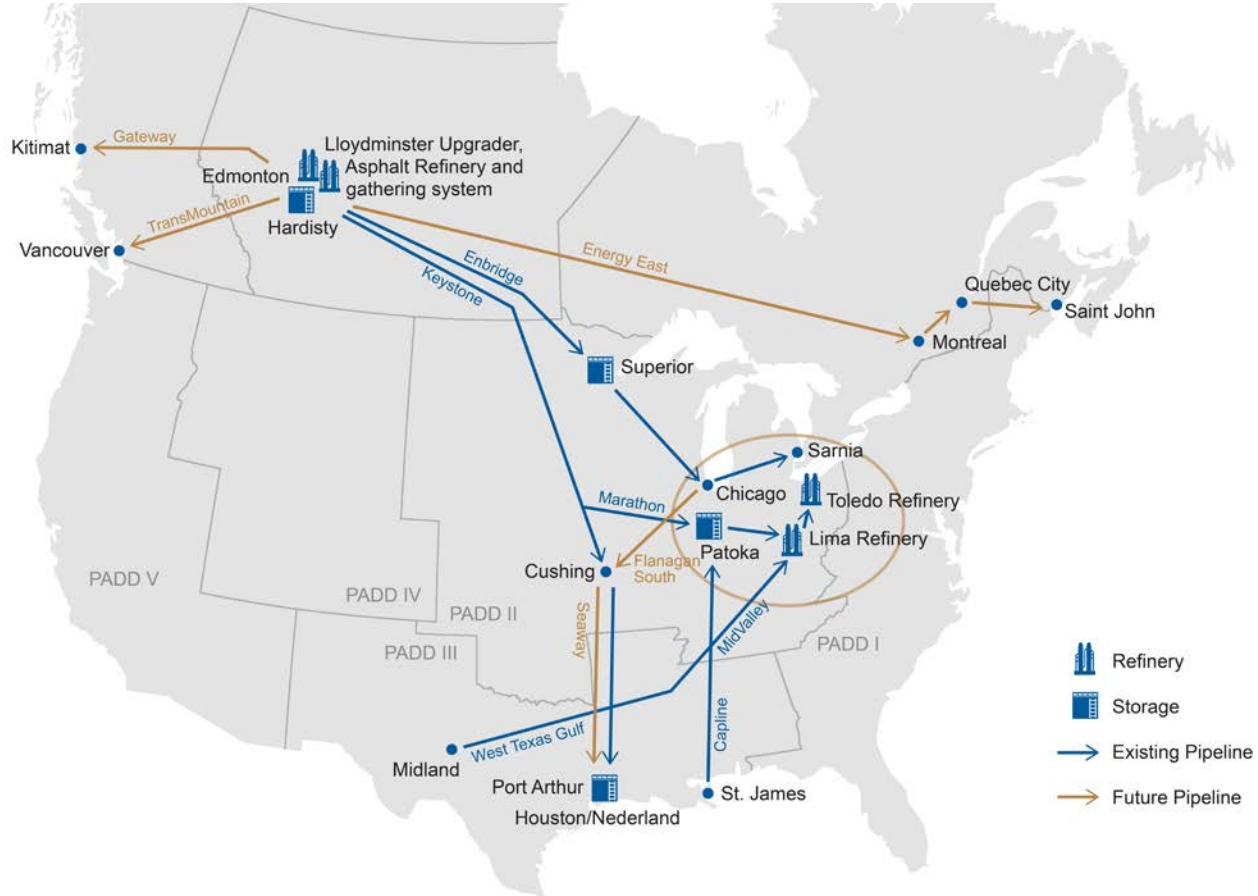 Gateway
Kitimat
Edmonton
Lloydminster Upgrader,
Asphalt Refinery and
gathering system
TransMountain
Hardisty
Vancouver
Enbridge
Keystone
Energy East
Quebec City
Saint John
Montreal
Superior
Sarnia
Chicago
Marathon
Toledo Refinery
Patoka
Lima Refinery
Cushing
Flanagan
South
PADD V
PADD IV
PADD II
PADD III
PADD I
Seaway
MidValley
Capline
West Texas Gulf
Midland
Port Arthur
Houston/Nederland
St. James
Refinery
Storage
Existing Pipeline
Future Pipeline